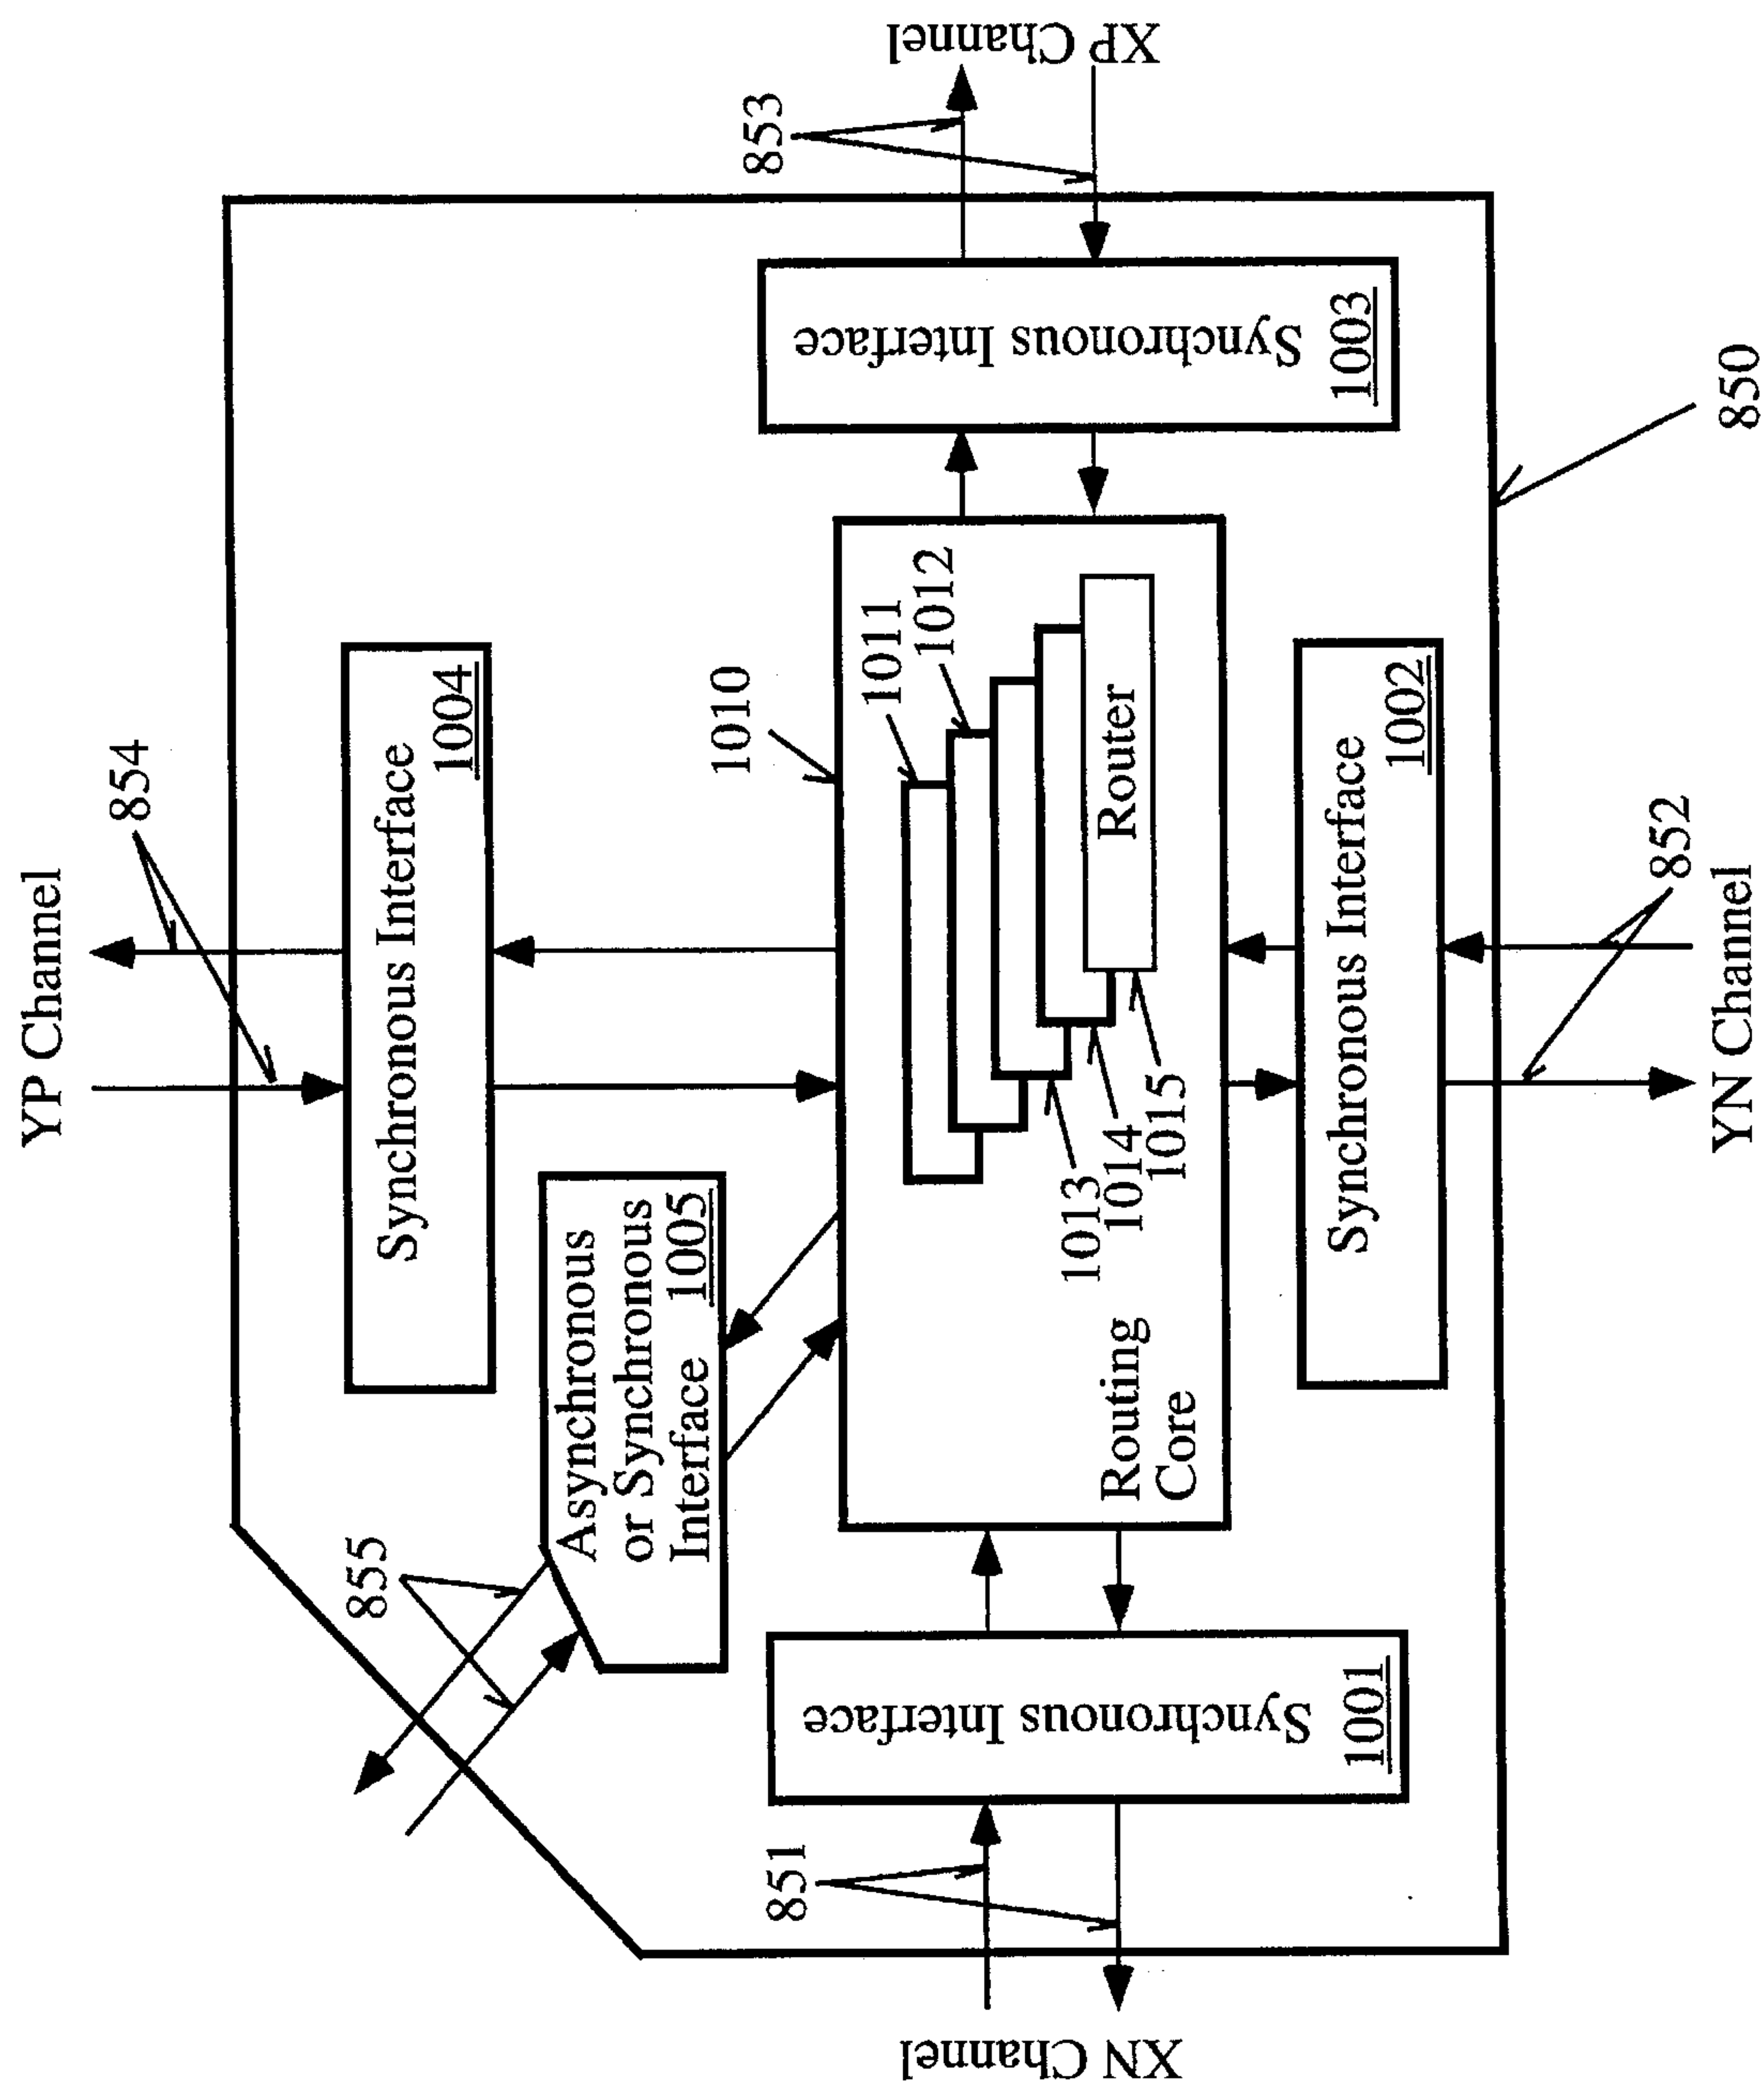 YP Channel
854
Synchronous Interface
1004
855
Asynchronous
or Synchronous
Interface 1005
853
XP Channel
1010
1011
1012
Router
1013
1014
1015
Routing
Core
Synchronous Interface
1003
851
XN Channel
Synchronous Interface
1001
Synchronous Interface
1002
852
YN Channel
850